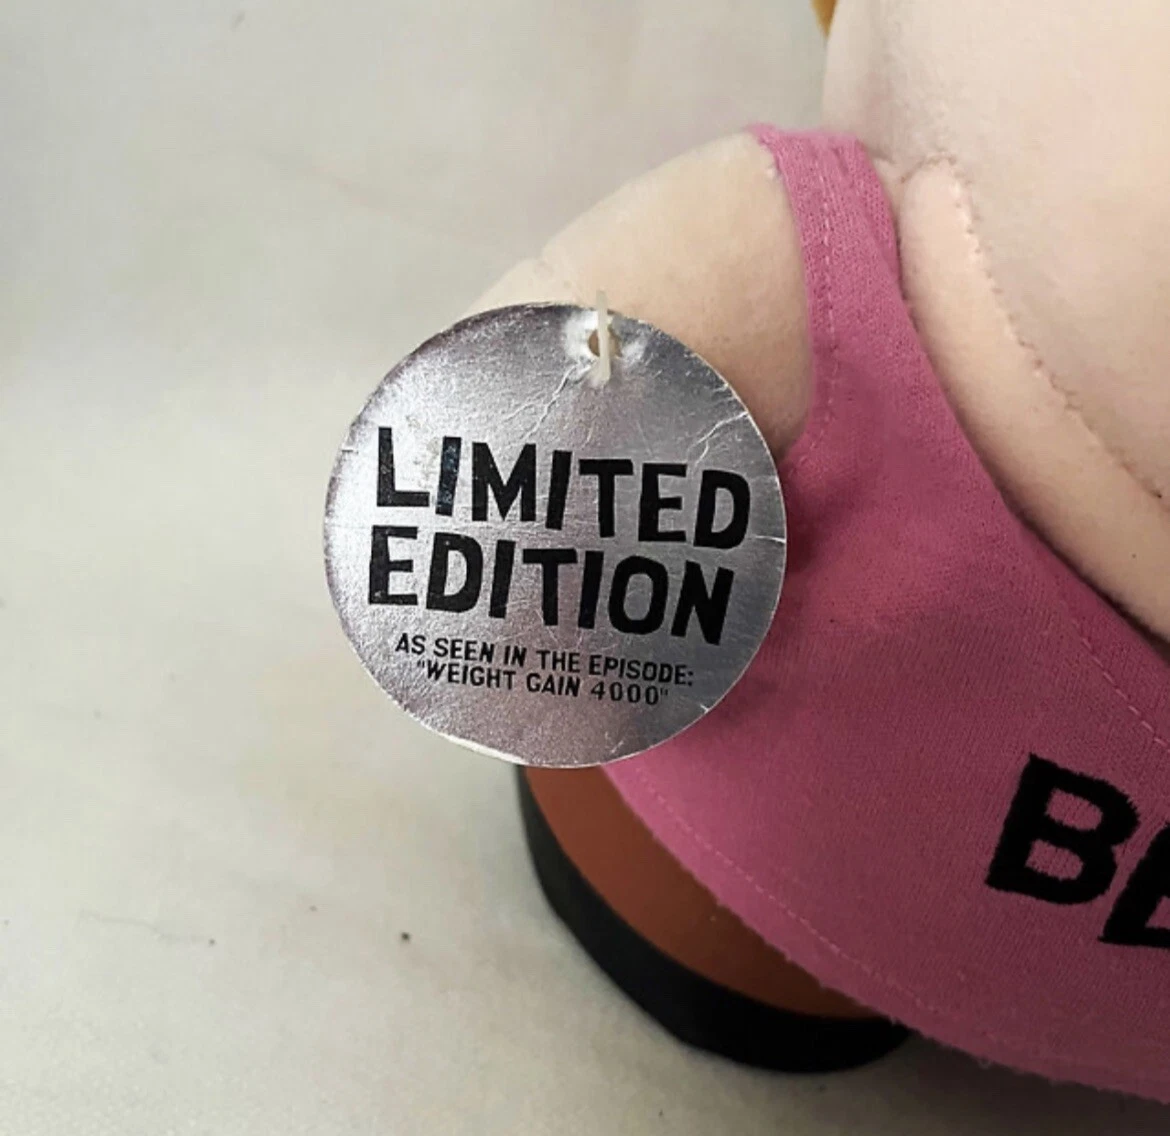 LIMITED
EDITION
AS SEEN IN THE EPISODE:
"WEIGHT GAIN 4000"
B